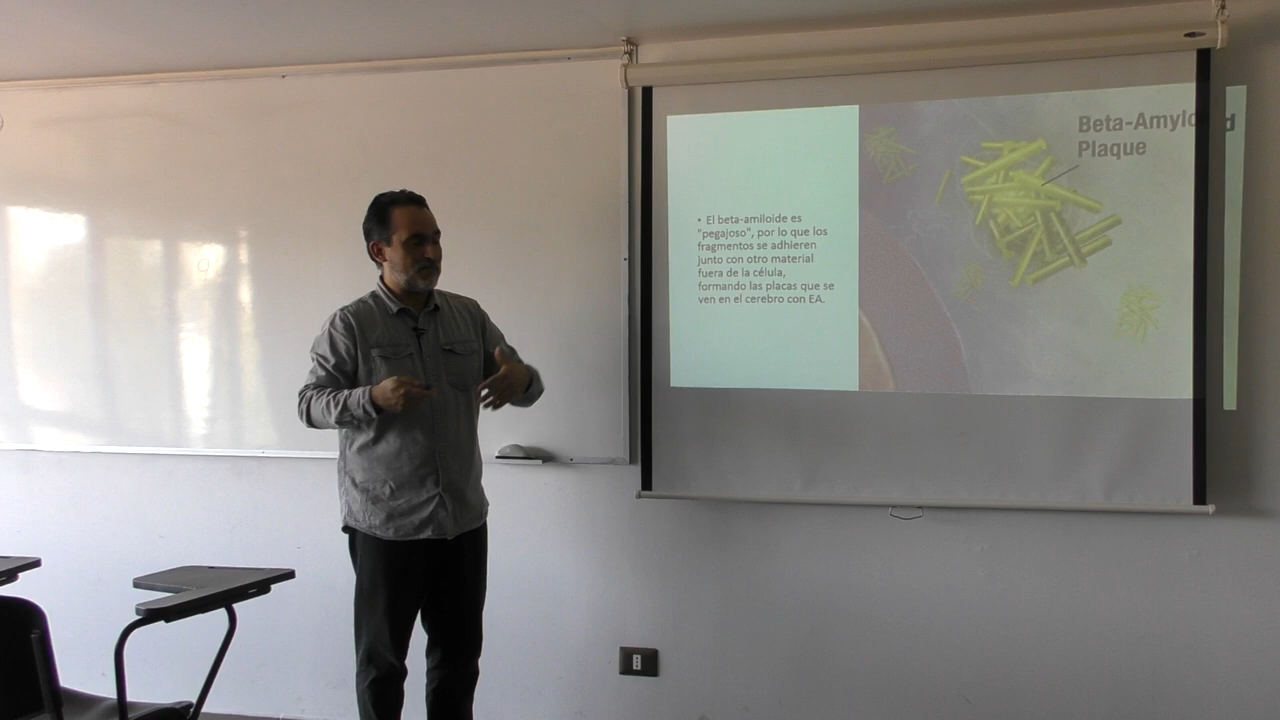 • El beta-amiloide es
"pegajoso", por lo que los
fragmentos se adhieren
junto con otro material
fuera de la célula,
formando las placas que se
ven en el cerebro con EA.
Beta-Amyloid
Plaque